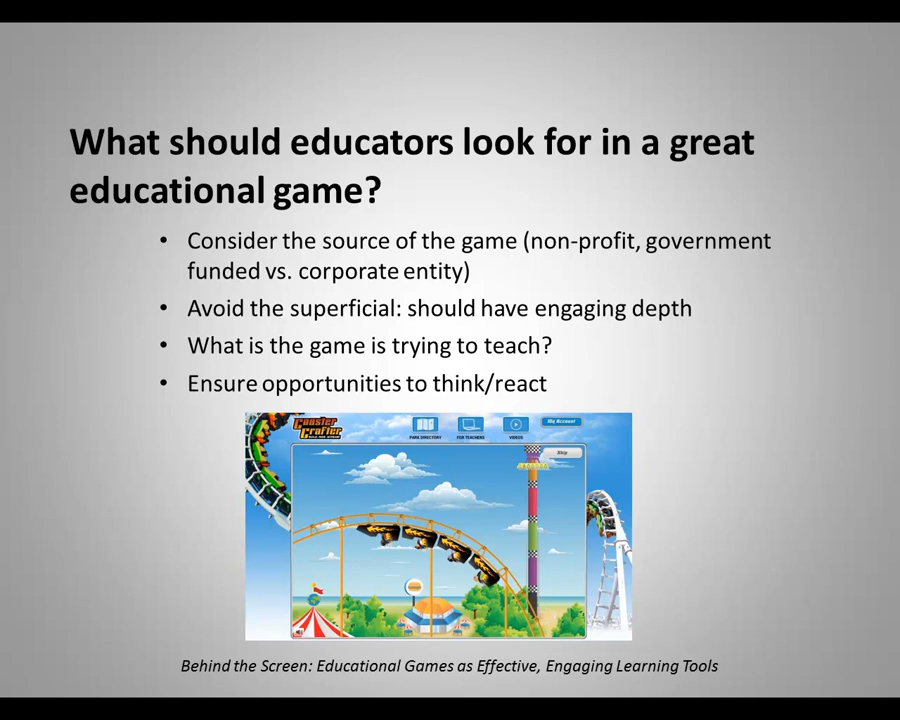 What should educators look for in a great
educational game?
• Consider the source of the game (non-profit, government
funded vs. corporate entity)
• Avoid the superficial: should have engaging depth
• What is the game is trying to teach?
• Ensure opportunities to think/react
Coaster
Crafter
PARK DIRECTORY
FOR TEACHERS
VIDEOS
My Account
Skip
Behind the Screen: Educational Games as Effective, Engaging Learning Tools